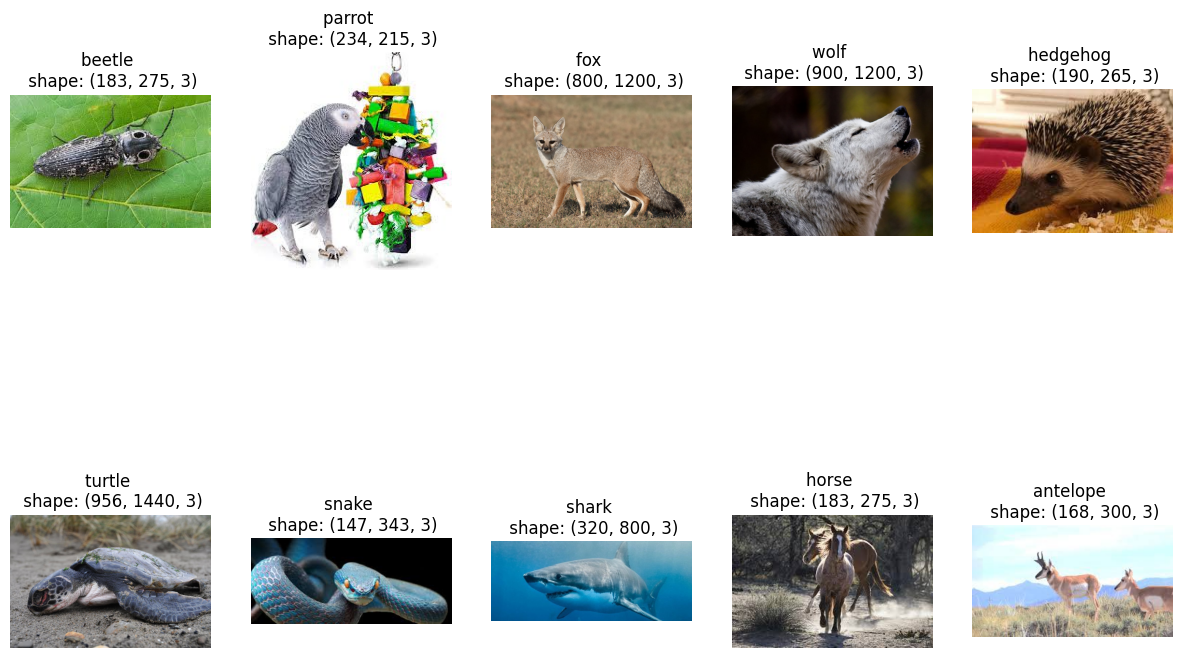 beetle
shape: (183, 275, 3)
parrot
shape: (234, 215, 3)
fox
shape: (800, 1200, 3)
wolf
shape: (900, 1200, 3)
hedgehog
shape: (190, 265, 3)
turtle
shape: (956, 1440, 3)
snake
shape: (147, 343, 3)
shark
shape: (320, 800, 3)
horse
shape: (183, 275, 3)
antelope
shape: (168, 300, 3)